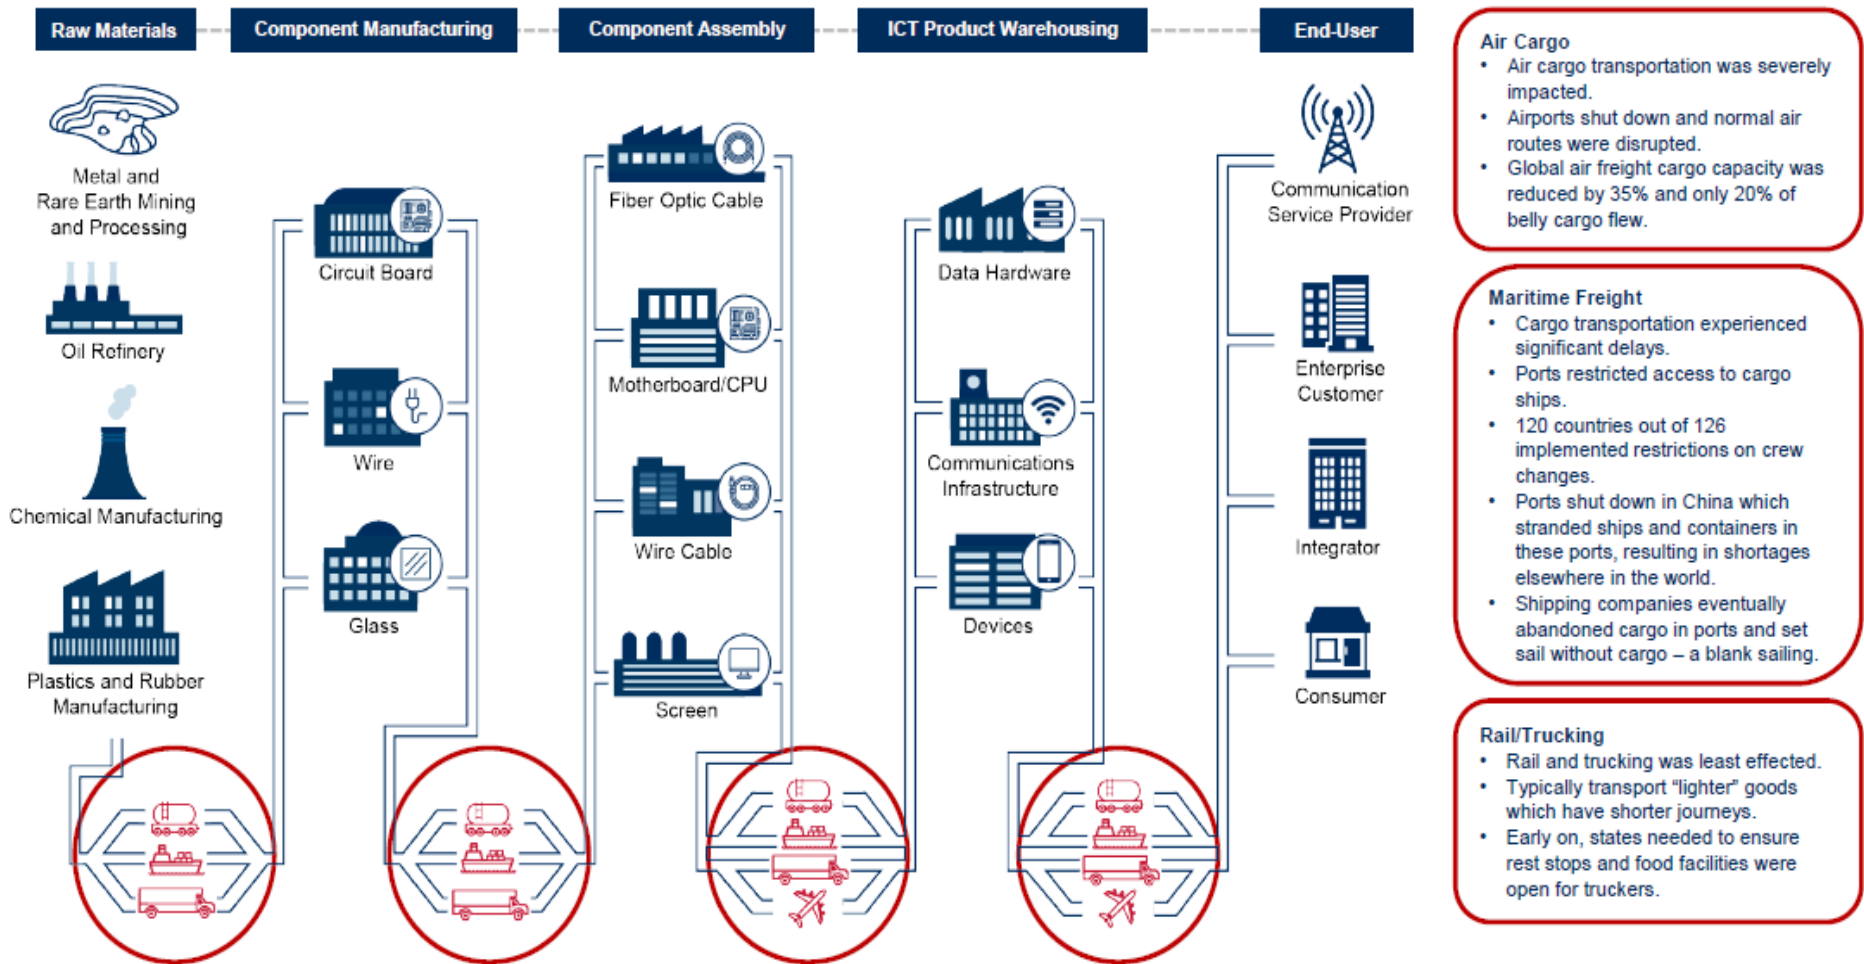 Raw Materials
Component Manufacturing
Component Assembly
ICT Product Warehousing
End-User
Metal and
Rare Earth Mining
and Processing
Oil Refinery
Chemical Manufacturing
Plastics and Rubber
Manufacturing
Circuit Board
Wire
Glass
Fiber Optic Cable
Motherboard/CPU
Wire Cable
Screen
Data Hardware
Communications
Infrastructure
Devices
Communication
Service Provider
Enterprise
Customer
Integrator
Consumer
Air Cargo
• Air cargo transportation was severely
impacted.
• Airports shut down and normal air
routes were disrupted.
• Global air freight cargo capacity was
reduced by 35% and only 20% of
belly cargo flew.
Maritime Freight
• Cargo transportation experienced
significant delays.
• Ports restricted access to cargo
ships.
• 120 countries out of 126
implemented restrictions on crew
changes.
• Ports shut down in China which
stranded ships and containers in
these ports, resulting in shortages
elsewhere in the world.
• Shipping companies eventually
abandoned cargo in ports and set
sail without cargo – a blank sailing.
Rail/Trucking
• Rail and trucking was least effected.
• Typically transport “lighter” goods
which have shorter journeys.
• Early on, states needed to ensure
rest stops and food facilities were
open for truckers.